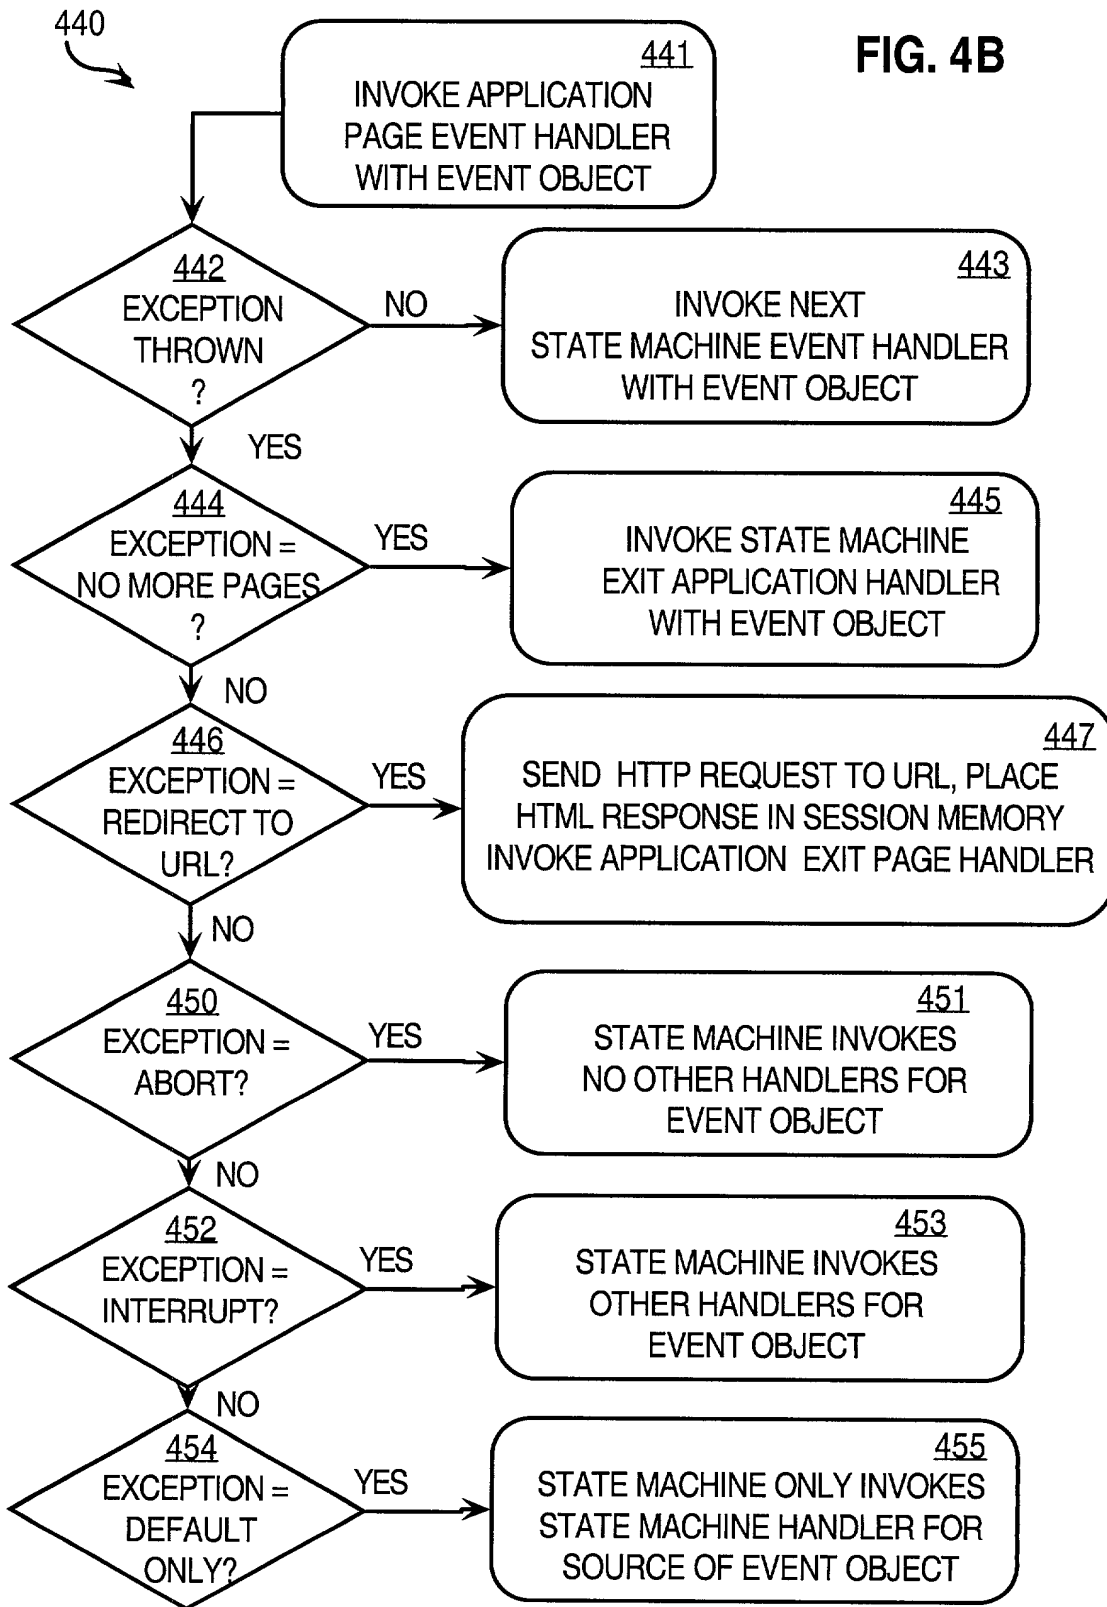 440
FIG. 4B
441
INVOKE APPLICATION
PAGE EVENT HANDLER
WITH EVENT OBJECT
442
EXCEPTION
THROWN
?
NO
443
INVOKE NEXT
STATE MACHINE EVENT HANDLER
WITH EVENT OBJECT
YES
444
EXCEPTION =
NO MORE PAGES
?
YES
445
INVOKE STATE MACHINE
EXIT APPLICATION HANDLER
WITH EVENT OBJECT
NO
446
EXCEPTION =
REDIRECT TO
URL?
YES
447
SEND HTTP REQUEST TO URL, PLACE
HTML RESPONSE IN SESSION MEMORY
INVOKE APPLICATION EXIT PAGE HANDLER
NO
450
EXCEPTION =
ABORT?
YES
451
STATE MACHINE INVOKES
NO OTHER HANDLERS FOR
EVENT OBJECT
NO
452
EXCEPTION =
INTERRUPT?
YES
453
STATE MACHINE INVOKES
OTHER HANDLERS FOR
EVENT OBJECT
NO
454
EXCEPTION =
DEFAULT
ONLY?
YES
455
STATE MACHINE ONLY INVOKES
STATE MACHINE HANDLER FOR
SOURCE OF EVENT OBJECT